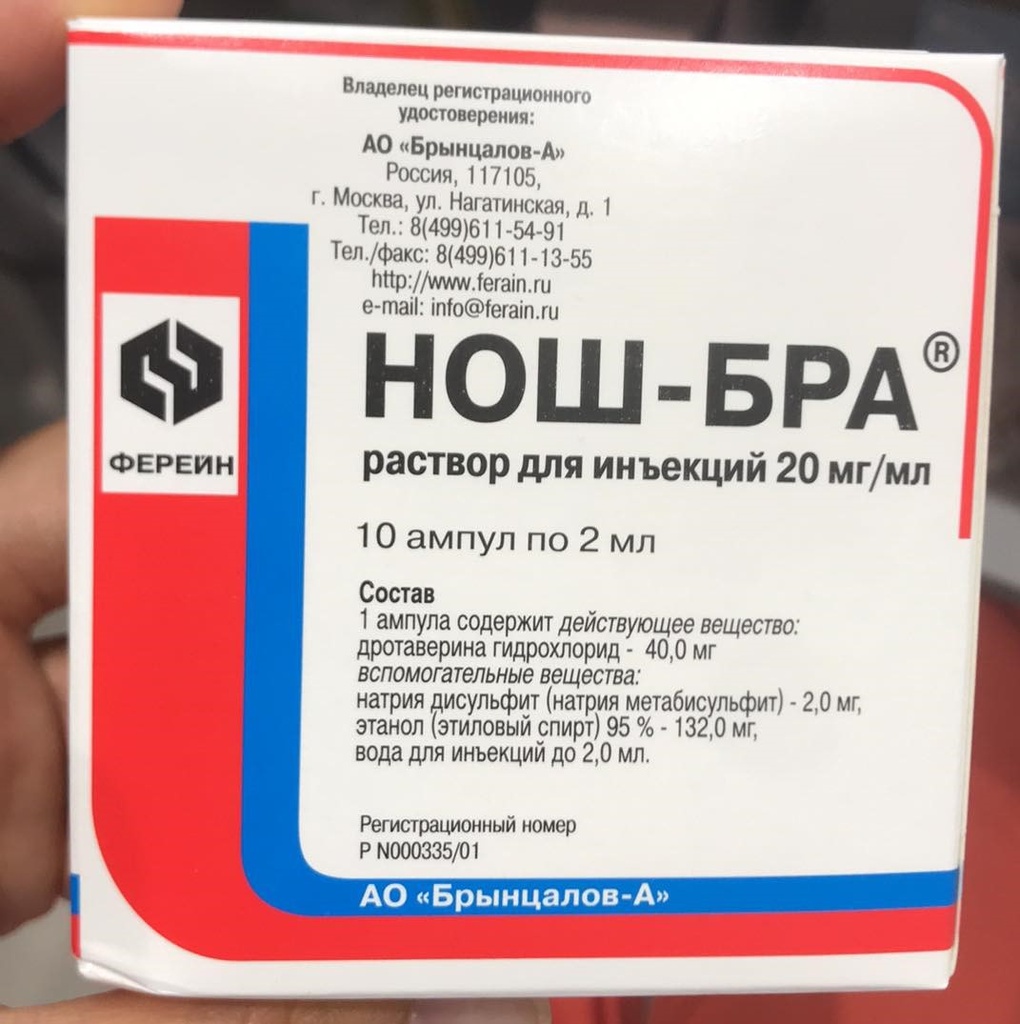 Владелец регистрационного
удостоверения:
АО «Брынцалов-А»
Россия, 117105,
г. Москва, ул. Нагатинская, д. 1
Тел.: 8(499)611-54-91
Тел./факс: 8(499)611-13-55
http://www.ferain.ru
e-mail: info@ferain.ru
ФЕРЕЙН
НОШ-БРА®
раствор для инъекций 20 мг/мл
10 ампул по 2 мл
Состав
1 ампула содержит действующее вещество:
дротаверина гидрохлорид - 40,0 мг
вспомогательные вещества:
натрия дисульфит (натрия метабисульфит) - 2,0 мг,
этанол (этиловый спирт) 95 % - 132,0 мг,
вода для инъекций до 2,0 мл.
Регистрационный номер
Р N000335/01
АО «Брынцалов-А»